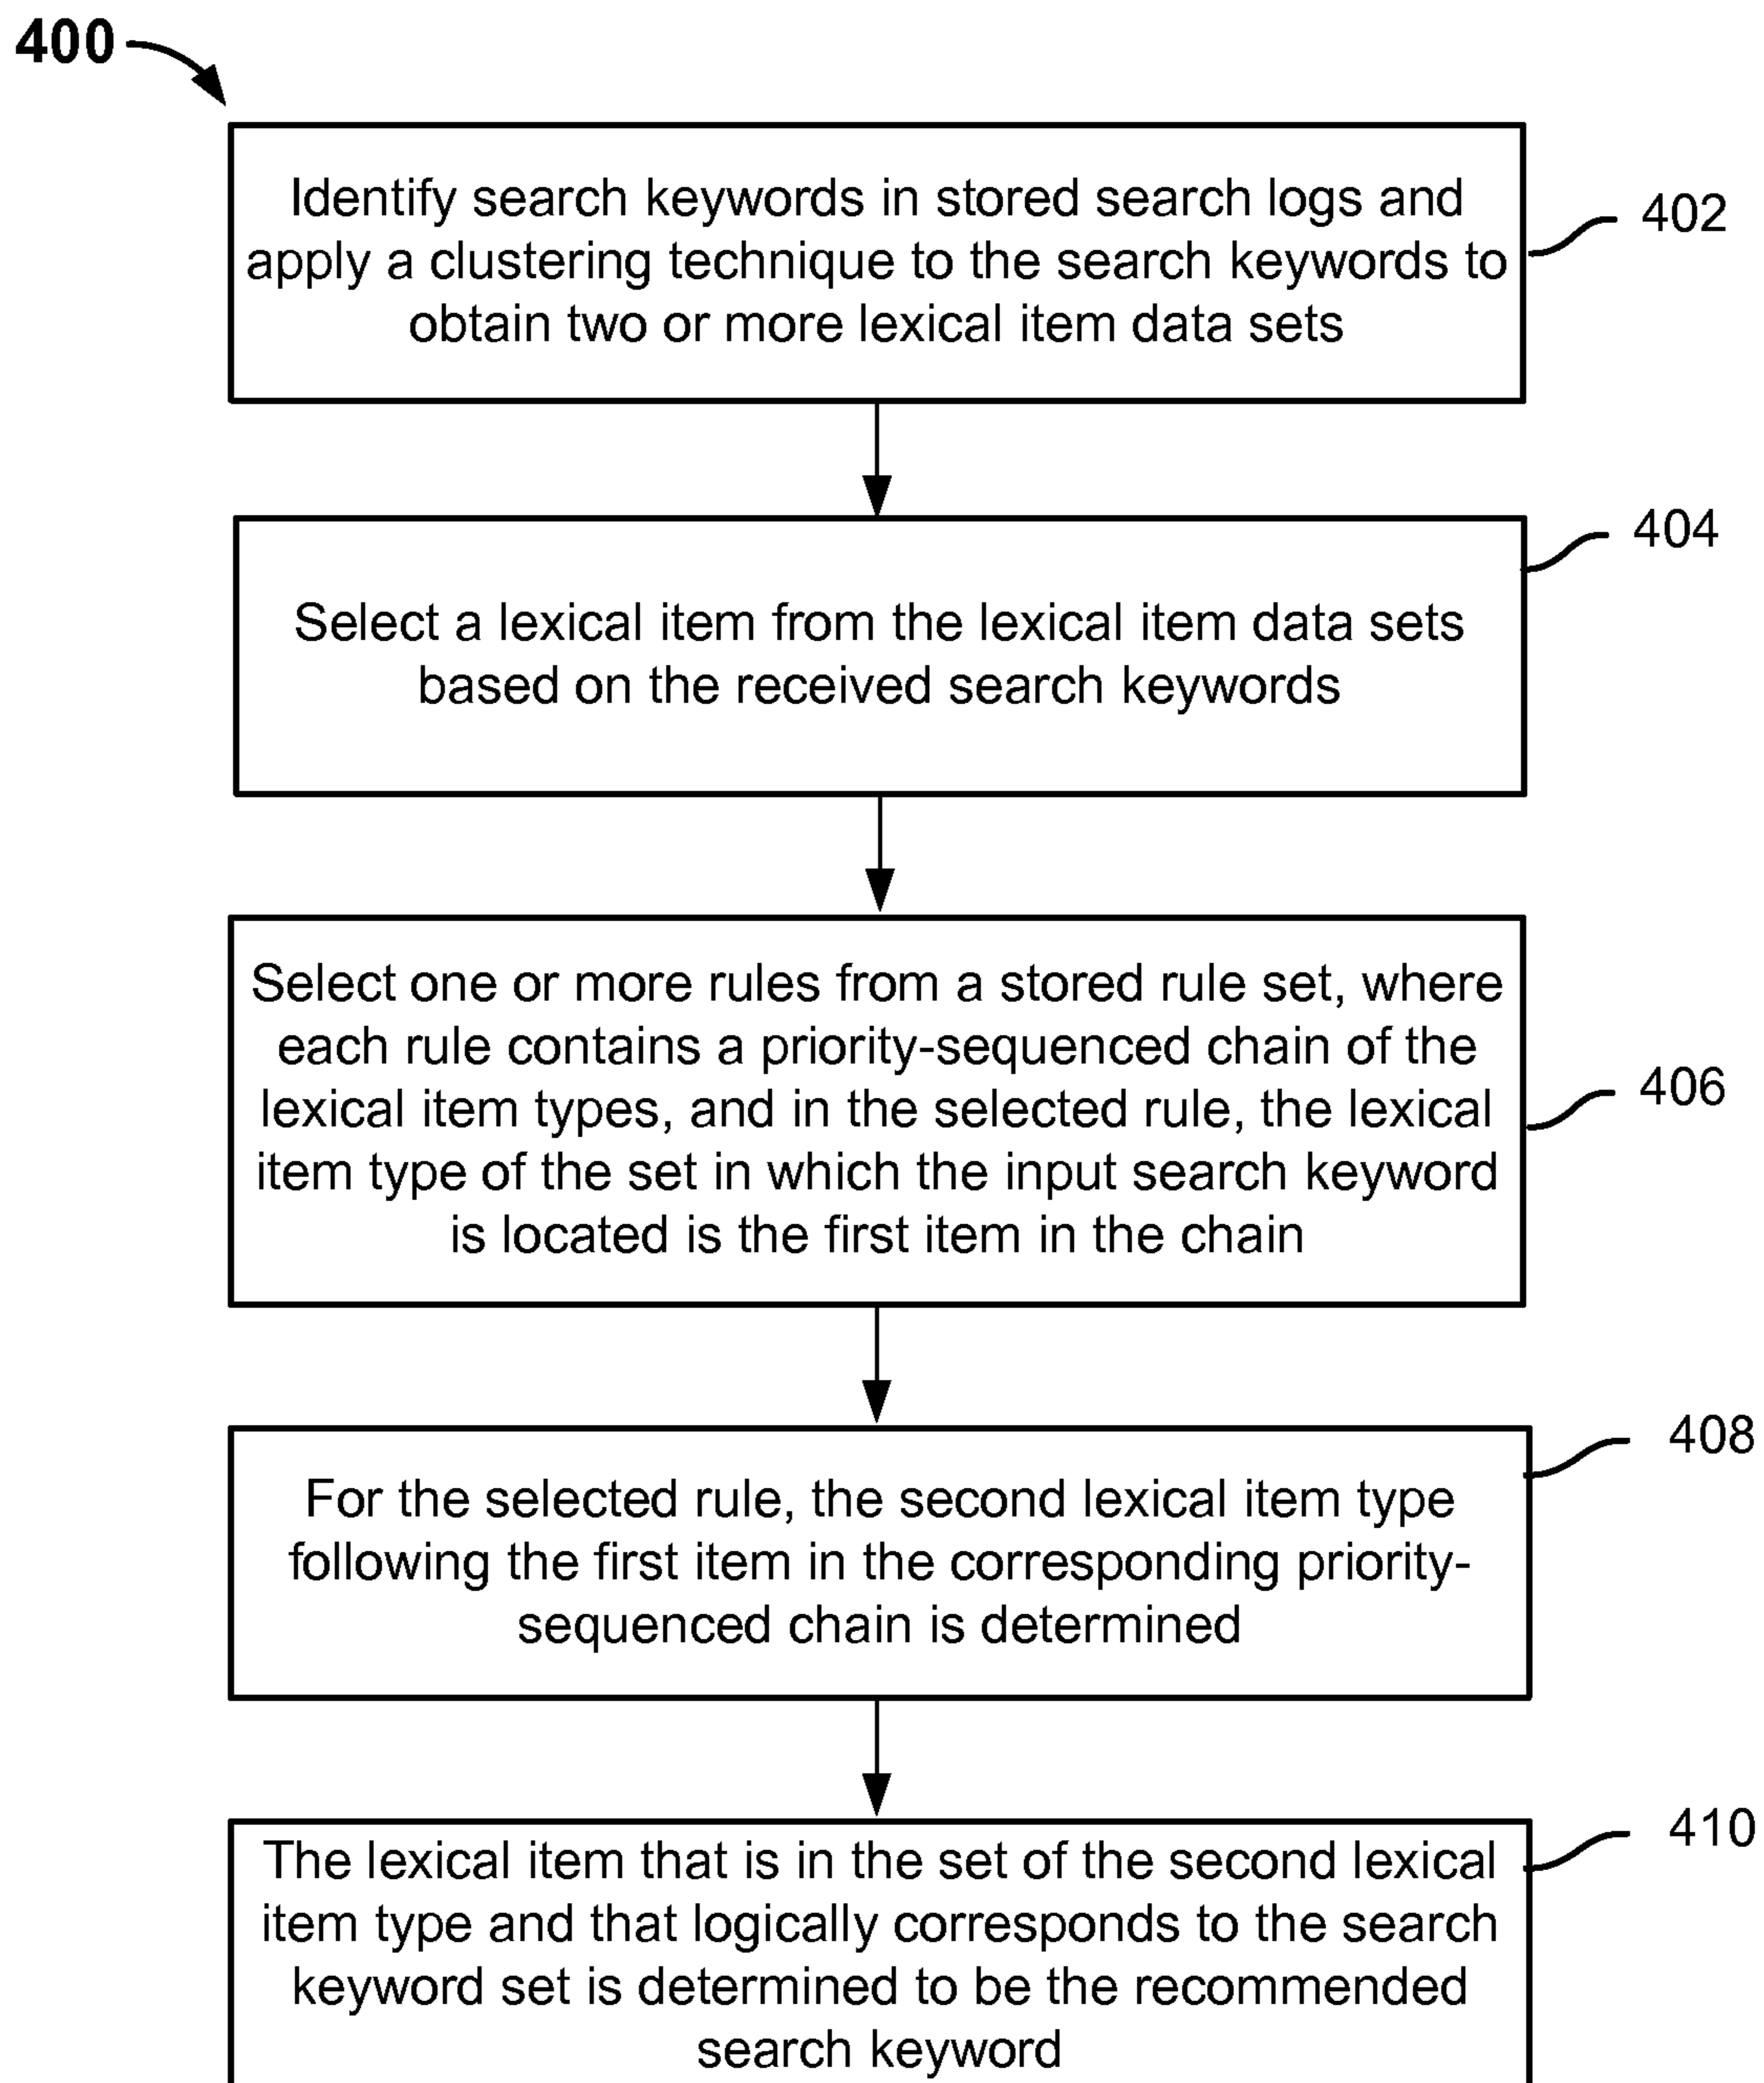 400
Identify search keywords in stored search logs and
apply a clustering technique to the search keywords to
obtain two or more lexical item data sets
402
Select a lexical item from the lexical item data sets
based on the received search keywords
404
Select one or more rules from a stored rule set, where
each rule contains a priority-sequenced chain of the
lexical item types, and in the selected rule, the lexical
item type of the set in which the input search keyword
is located is the first item in the chain
406
For the selected rule, the second lexical item type
following the first item in the corresponding priority-
sequenced chain is determined
408
The lexical item that is in the set of the second lexical
item type and that logically corresponds to the search
keyword set is determined to be the recommended
search keyword
410